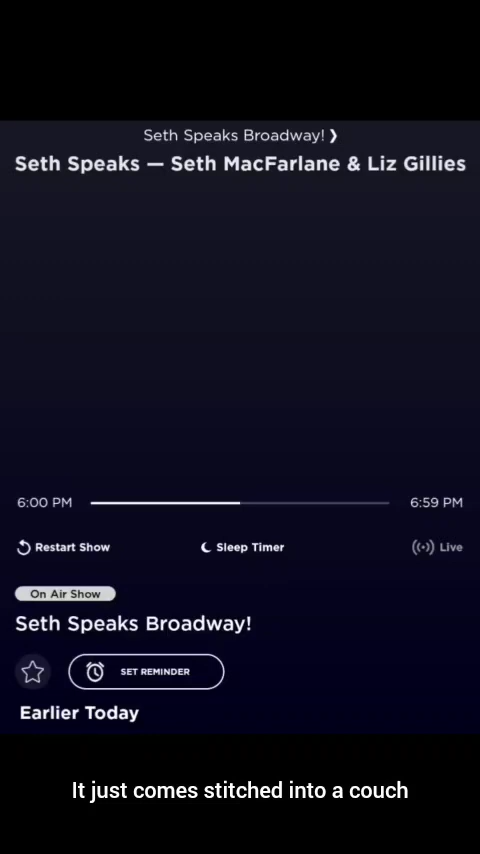 Seth Speaks Broadway! ❯
Seth Speaks — Seth MacFarlane & Liz Gillies
6:00 PM 6:59 PM
Restart Show Sleep Timer Live
On Air Show
Seth Speaks Broadway!
SET REMINDER
Earlier Today
It just comes stitched into a couch